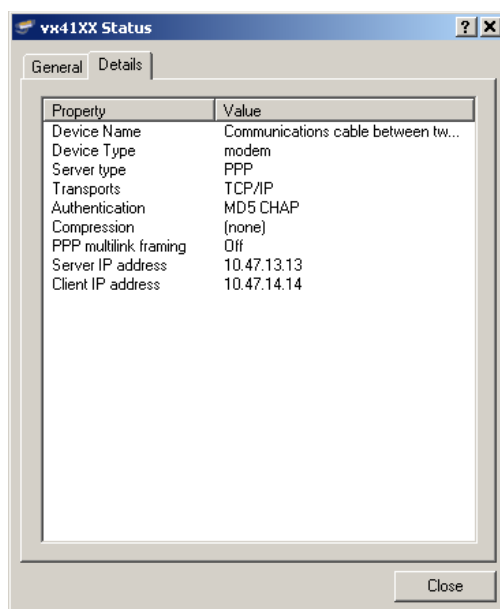 vx41XX Status
General Details
Property Value
Device Name Communications cable between tw...
Device Type modem
Server type PPP
Transports TCP/IP
Authentication MD5 CHAP
Compression (none)
PPP multilink framing Off
Server IP address 10.47.13.13
Client IP address 10.47.14.14
Close